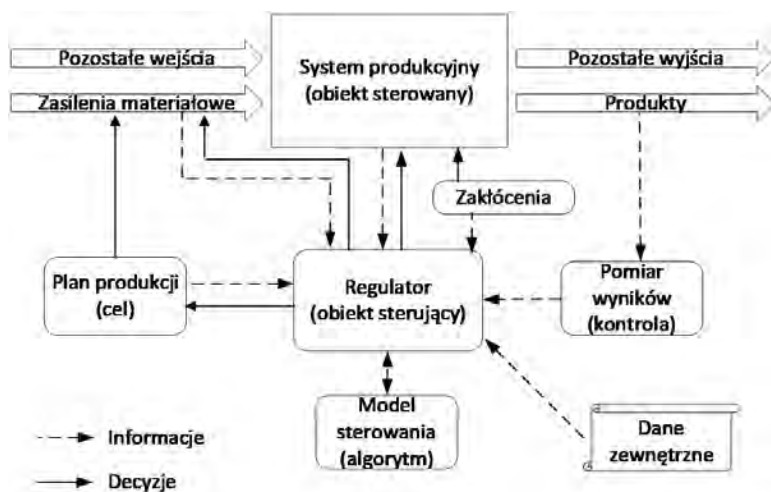 Pozostałe wejścia
System produkcyjny
(obiekt sterowany)
Pozostałe wyjścia
Zasilenia materiałowe
Produkty
Zakłócenia
Plan produkcji
(cel)
Regulator
(obiekt sterujący)
Pomiar
wyników
(kontrola)
Model
sterowania
(algorytm)
Dane
zewnętrzne
Informacje
Decyzje